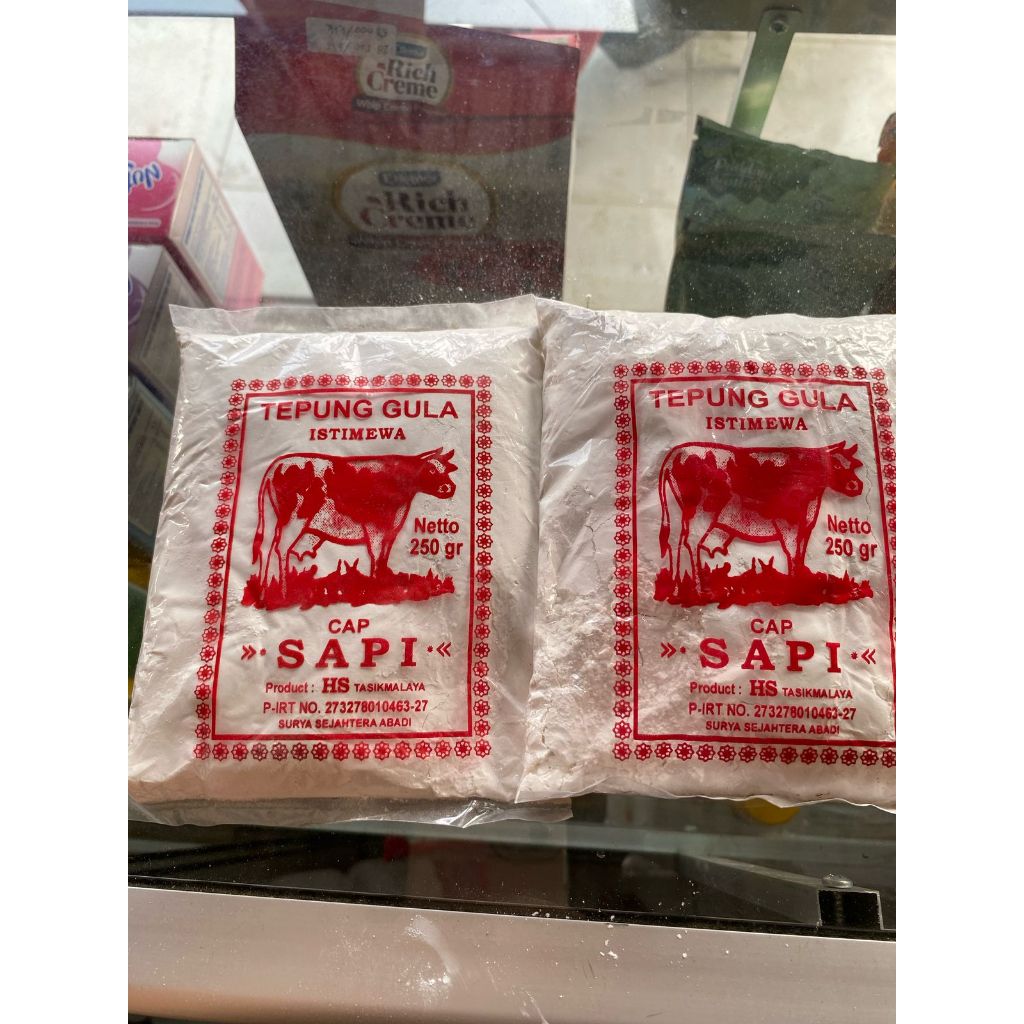 Rich
Creme
Rich
Creme
TEPUNG GULA
ISTIMEWA
Netto
250 gr
CAP
»· SAPI ·«
Product : HS TASIKMALAYA
P-IRT NO. 273278010463-27
SURYA SEJAHTERA ABADI
TEPUNG GULA
ISTIMEWA
Netto
250 gr
CAP
»· SAPI ·«
Product : HS TASIKMALAYA
P-IRT NO. 273278010463-27
SURYA SEJAHTERA ABADI